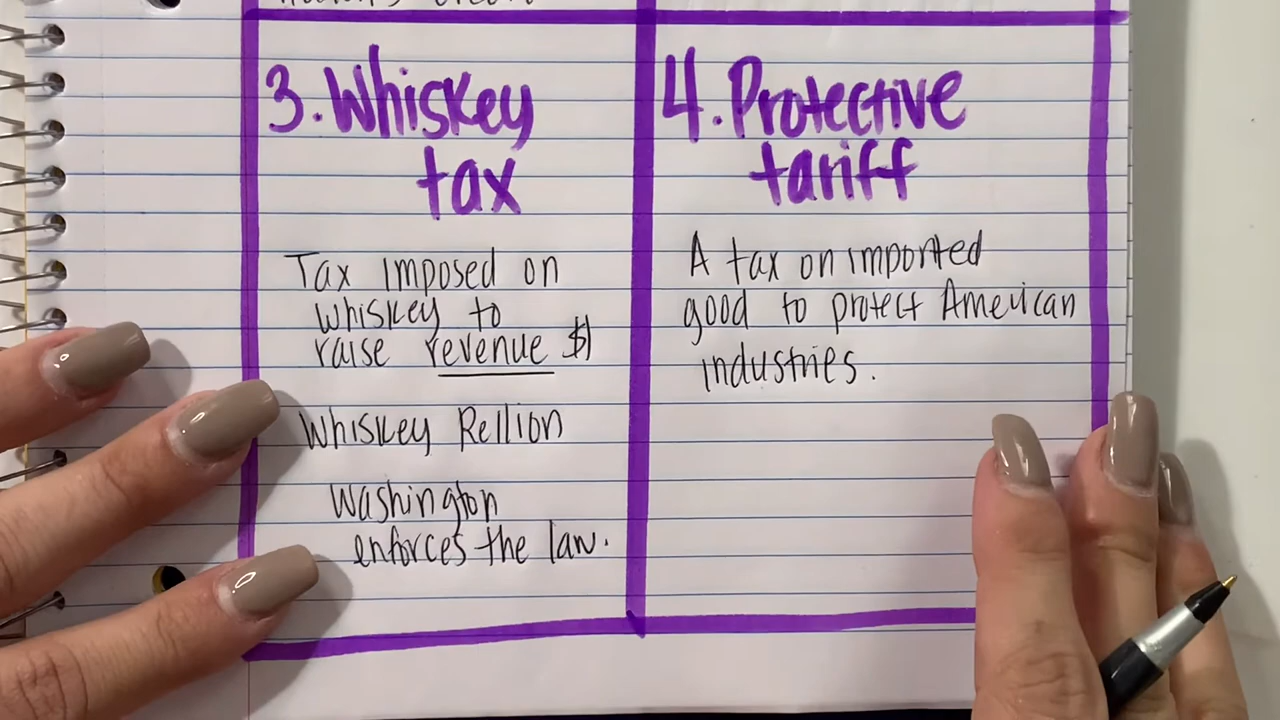 3. Whiskey
tax
Tax imposed on
whiskey to
raise revenue $
Whiskey Rellion
Washington
enforces the law.
4. Protective
tariff
A tax on imported
good to protect American
industries.